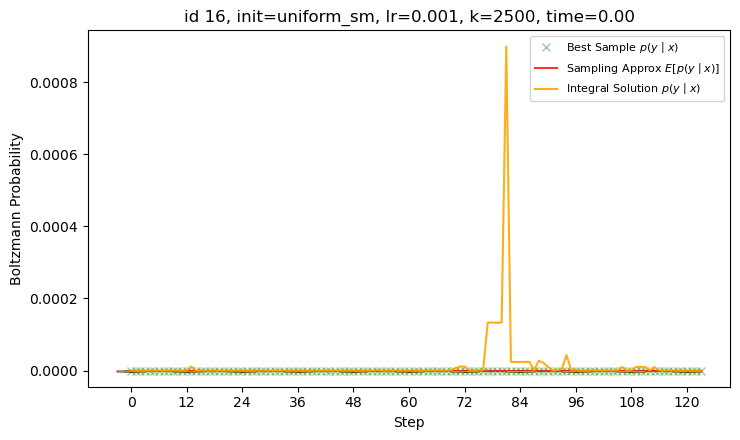 id 16, init=uniform_sm, lr=0.001, k=2500, time=0.00
Best Sample p(y | x)
Sampling Approx E[p(y | x)]
Integral Solution p(y | x)
Boltzmann Probability
0.0008
0.0006
0.0004
0.0002
0.0000
0 12 24 36 48 60 72 84 96 108 120
Step